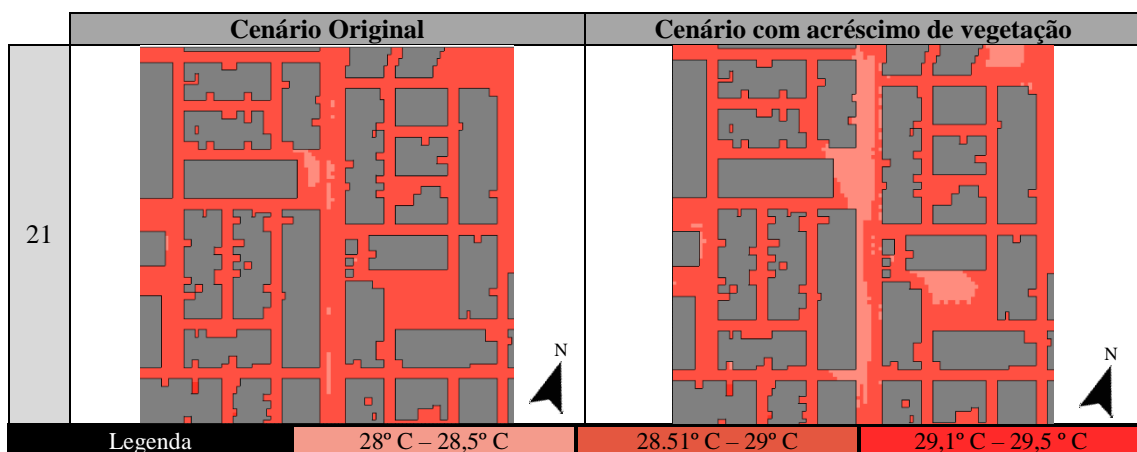 Cenário Original
Cenário com acréscimo de vegetação
21
N
N
Legenda
28º C – 28,5º C
28.51º C – 29º C
29,1º C – 29,5 º C